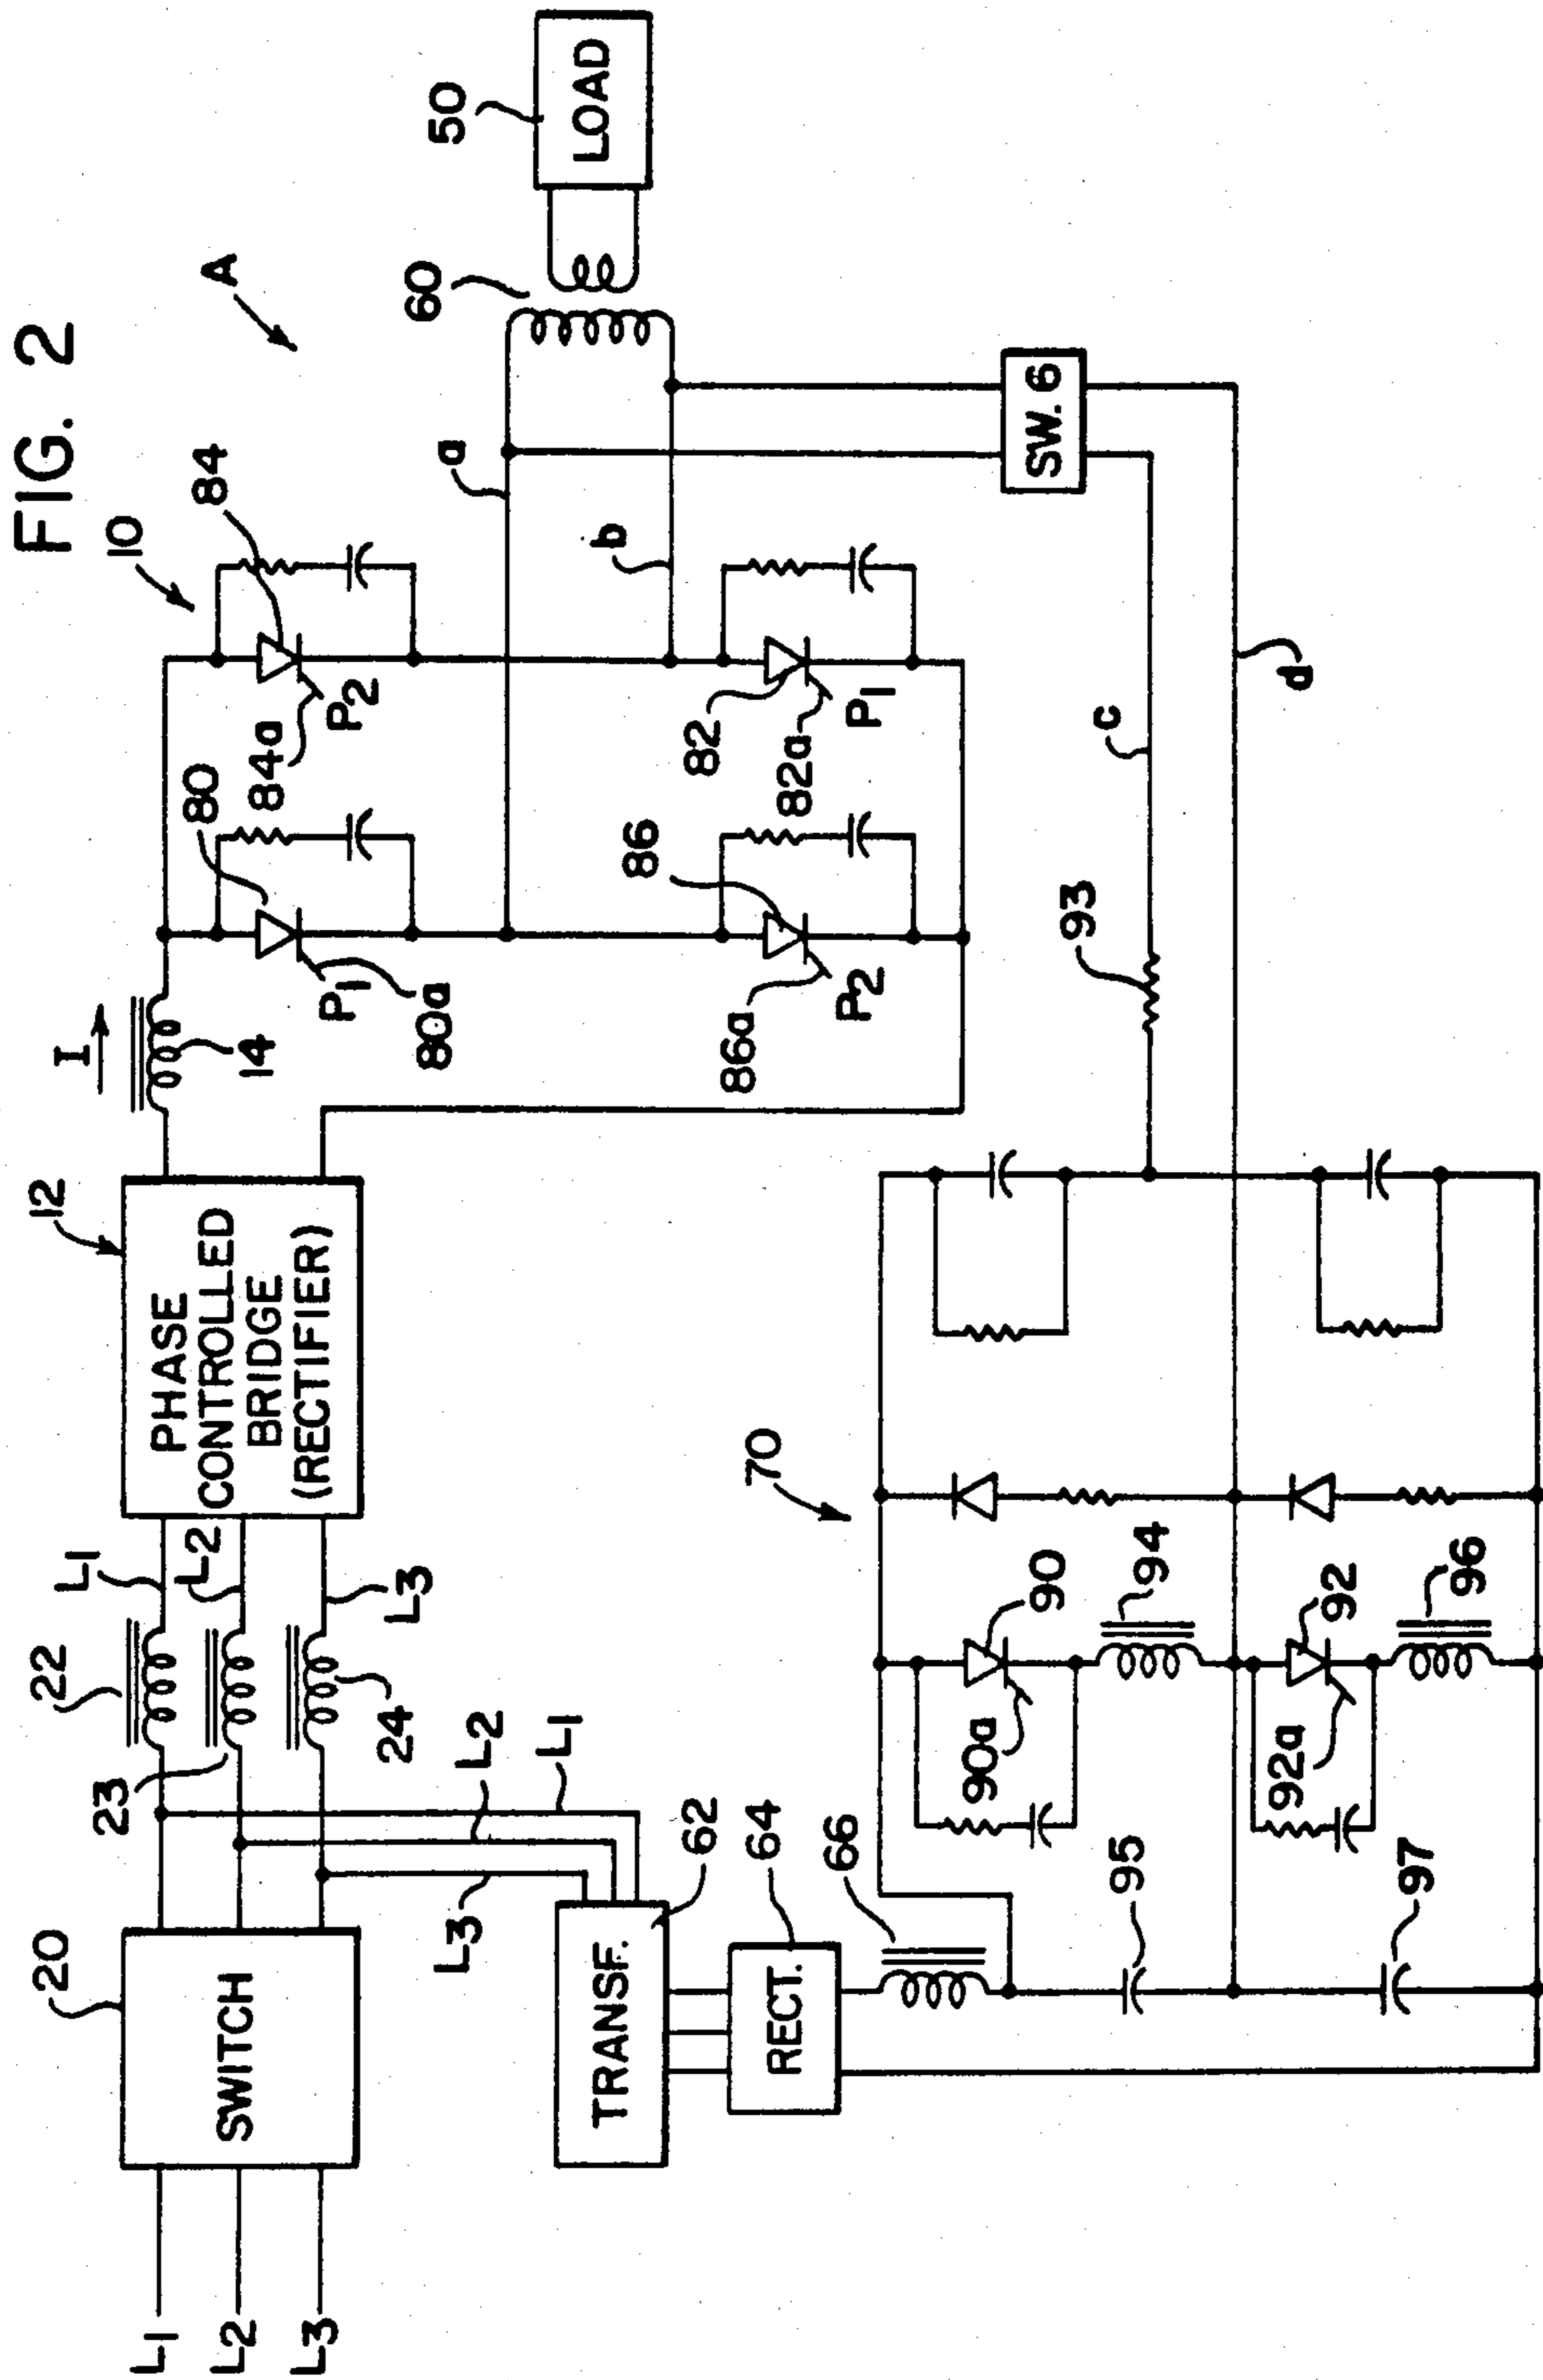 FIG. 2
A
10
84
80
12
I
14
22
20
L1
L2
L3
SWITCH
23
24
L1
L2
L3
PHASE
CONTROLLED
BRIDGE
(RECTIFIER)
P1
80a
84a
P2
a
60
50
LOAD
b
86
86a
P2
82
82a
P1
L3
L2
L1
62
TRANSF.
64
RECT.
66
70
90
90a
94
95
92
92a
96
97
93
c
d
SW. 6